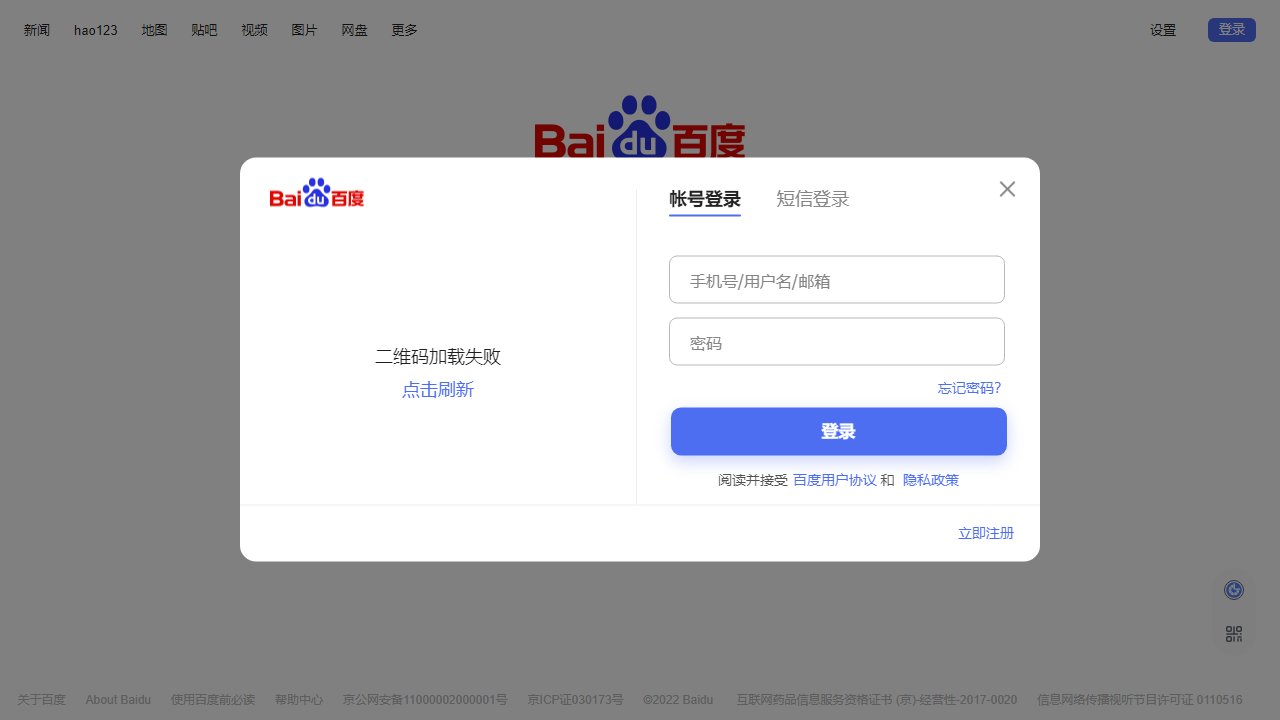 新闻 hao123 地图 贴吧 视频 图片 网盘 更多 设置 登录
Bai du 百度
Bai du 百度
帐号登录 短信登录
手机号/用户名/邮箱
密码
二维码加载失败
点击刷新
忘记密码?
登录
阅读并接受 百度用户协议 和 隐私政策
立即注册
关于百度 About Baidu 使用百度前必读 帮助中心 京公网安备11000002000001号 京ICP证030173号 ©2022 Baidu 互联网药品信息服务资格证书 (京)-经营性-2017-0020 信息网络传播视听节目许可证 0110516